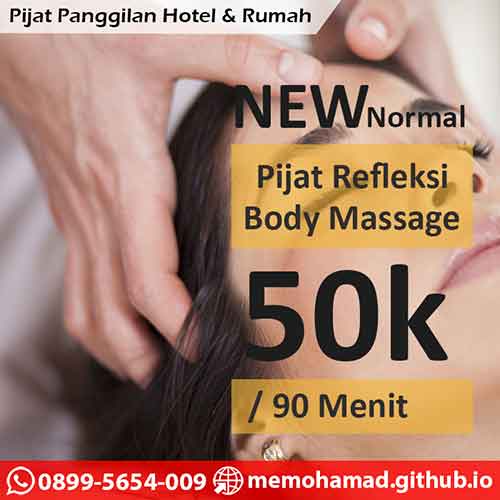 Pijat Panggilan Hotel & Rumah
NEW Normal
Pijat Refleksi
Body Massage
50k
/ 90 Menit
0899-5654-009 memohamad.github.io